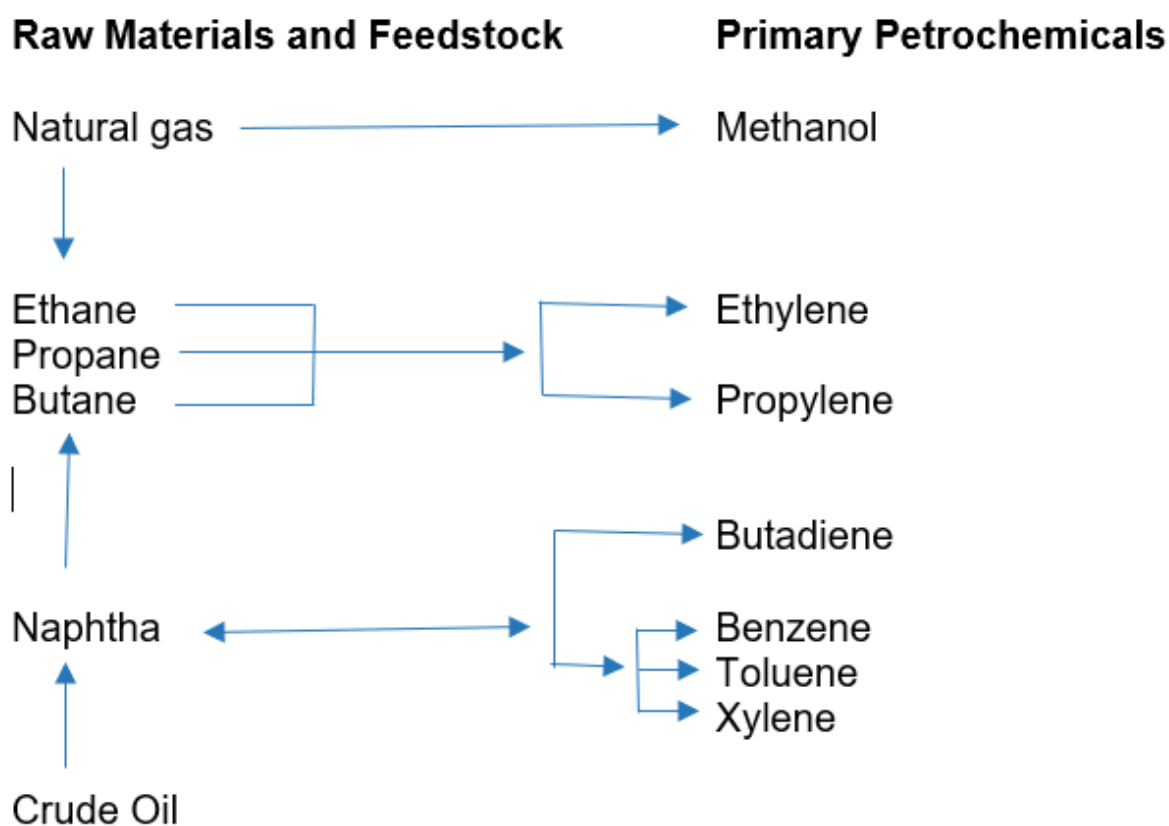 Raw Materials and Feedstock Primary Petrochemicals
Natural gas Methanol
Ethane Ethylene
Propane
Butane Propylene
Butadiene
Naphtha Benzene
Toluene
Xylene
Crude Oil